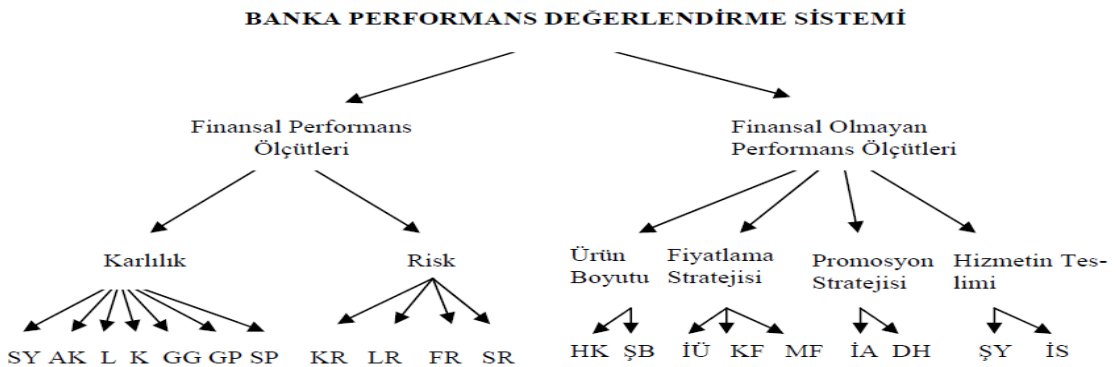 BANKA PERFORMANS DEĞERLENDİRME SİSTEMİ
Finansal Performans
Ölçütleri
Finansal Olmayan
Performans Ölçütleri
Karlılık
Risk
Ürün
Boyutu
Fiyatlama
Stratejisi
Promosyon
Stratejisi
Hizmetin Tes-
limi
SY AK L K GG GP SP
KR LR FR SR
HK ŞB
İÜ KF MF
İA DH
ŞY İS